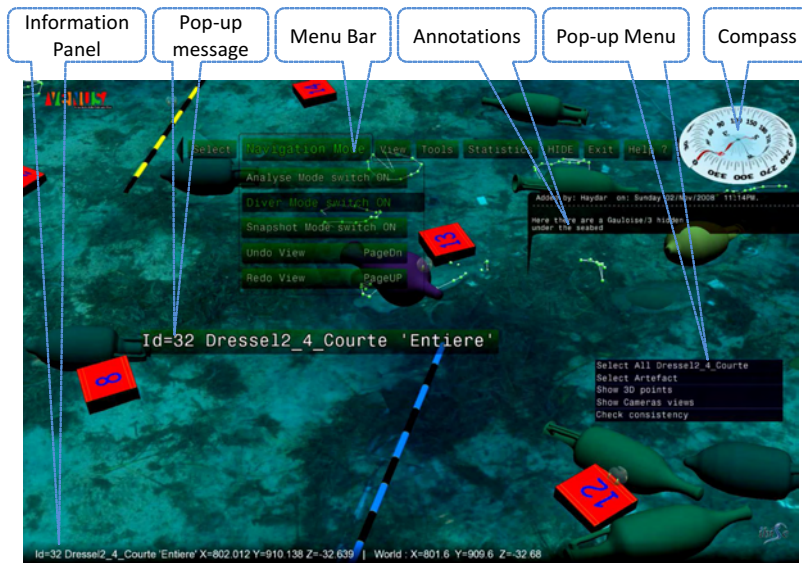 Information
Panel
Pop-up
message
Menu Bar
Annotations
Pop-up Menu
Compass
VENUS
14
Select Navigation Mode View Tools Statistics HIDE Exit Help ?
Analyse Mode switch ON
Diver Mode switch ON
Snapshot Mode switch ON
Undo View PageDn
Redo View PageUP
Added by: Haydar on: Sunday 02/Nov/2008' 11:14PM.
Here there are a Gauloise/3 hidden
under the seabed
13
Id=32 Dressel2_4_Courte 'Entiere'
8
Select All Dressel2_4_Courte
Select Artefact
Show 3D points
Show Cameras views
Check consistency
12
Id=32 Dressel2_4_Courte 'Entiere' X=802.012 Y=910.138 Z=-32.639 | World : X=801.6 Y=909.6 Z=-32.68